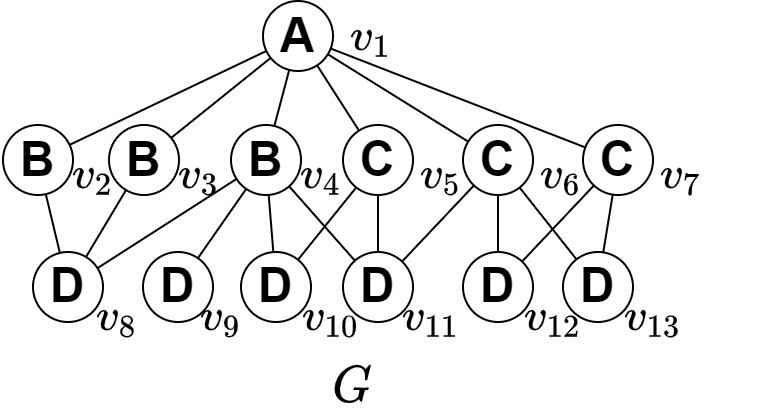 A v₁
B v₂ B v₃ B v₄ C v₅ C v₆ C v₇
D v₈ D v₉ D v₁₀ D v₁₁ D v₁₂ D v₁₃
G